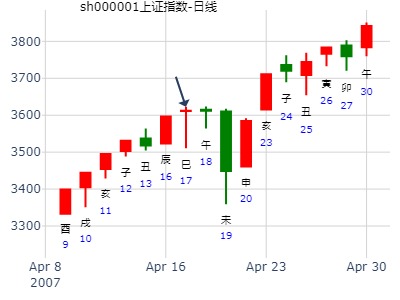 sh000001上证指数-日线
3800
3700
3600
3500
3400
3300
酉
9
戌
10
亥
11
子
12
丑
13
辰
16
巳
17
午
18
未
19
申
20
亥
23
子
24
丑
25
寅
26
卯
27
午
30
Apr 8
2007
Apr 16
Apr 23
Apr 30